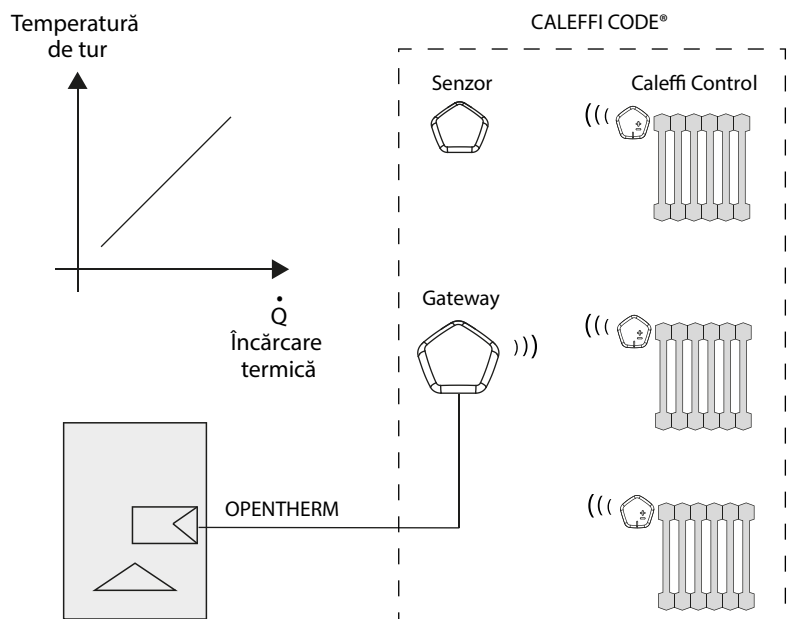 Temperatură
de tur
Q̇
Încărcare
termică
CALEFFI CODE®
Senzor
Caleffi Control
Gateway
OPENTHERM